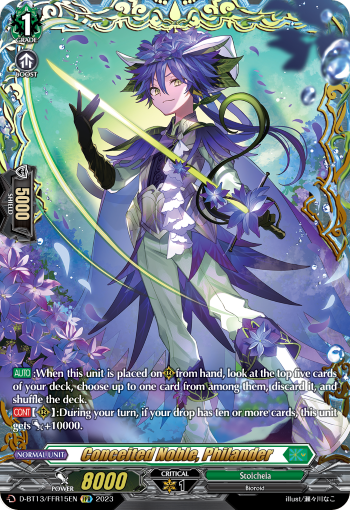 1
GRADE
BOOST
5000
SHIELD
AUTO:When this unit is placed on R from hand, look at the top five cards
of your deck, choose up to one card from among them, discard it, and
shuffle the deck.
CONT R 1:During your turn, if your drop has ten or more cards, this unit
gets +10000.
NORMAL UNIT Conceited Noble, Philander
POWER 8000 CRITICAL 1 Stoicheia
Bioroid
D-BT13/FFR15EN FFR 2023 illust/瀬々川なこ